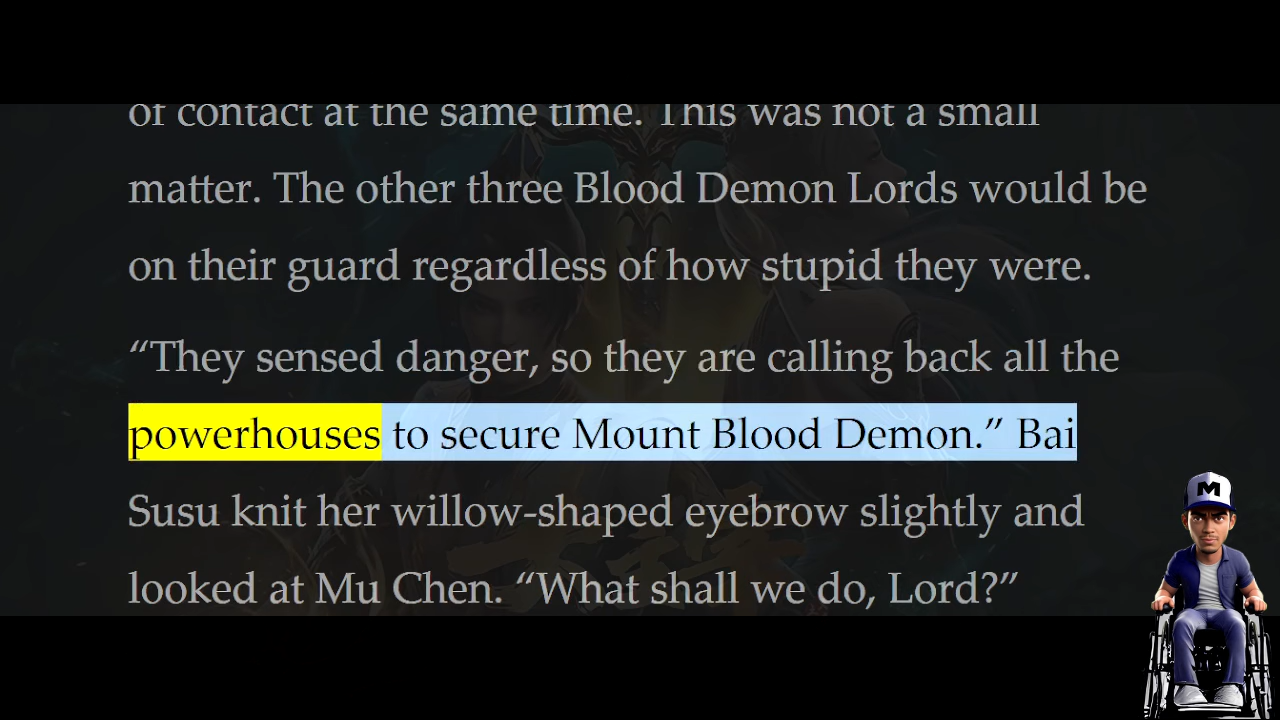 of contact at the same time. This was not a small
matter. The other three Blood Demon Lords would be
on their guard regardless of how stupid they were.
“They sensed danger, so they are calling back all the
powerhouses to secure Mount Blood Demon.” Bai
Susu knit her willow-shaped eyebrow slightly and
looked at Mu Chen. “What shall we do, Lord?”
M